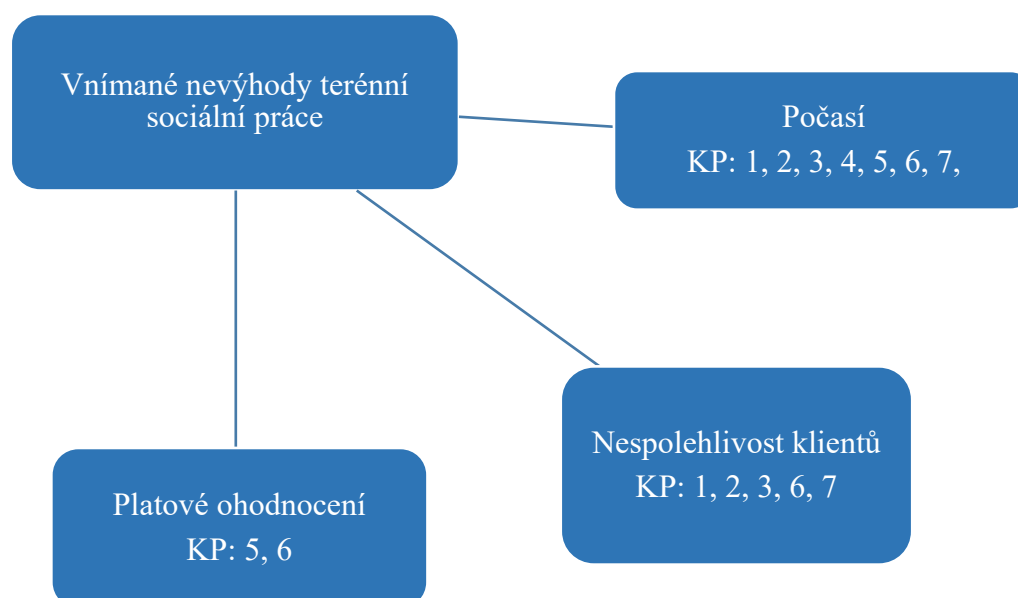 Vnímané nevýhody terénní
sociální práce
Počasí
KP: 1, 2, 3, 4, 5, 6, 7,
Nespolehlivost klientů
KP: 1, 2, 3, 6, 7
Platové ohodnocení
KP: 5, 6